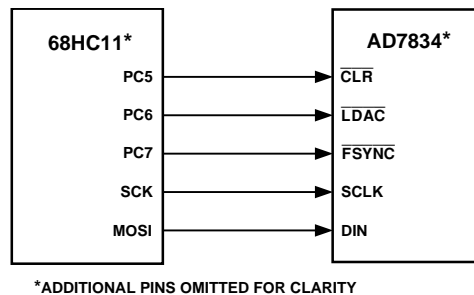 68HC11* AD7834*
PC5 CLR
PC6 LDAC
PC7 FSYNC
SCK SCLK
MOSI DIN
*ADDITIONAL PINS OMITTED FOR CLARITY